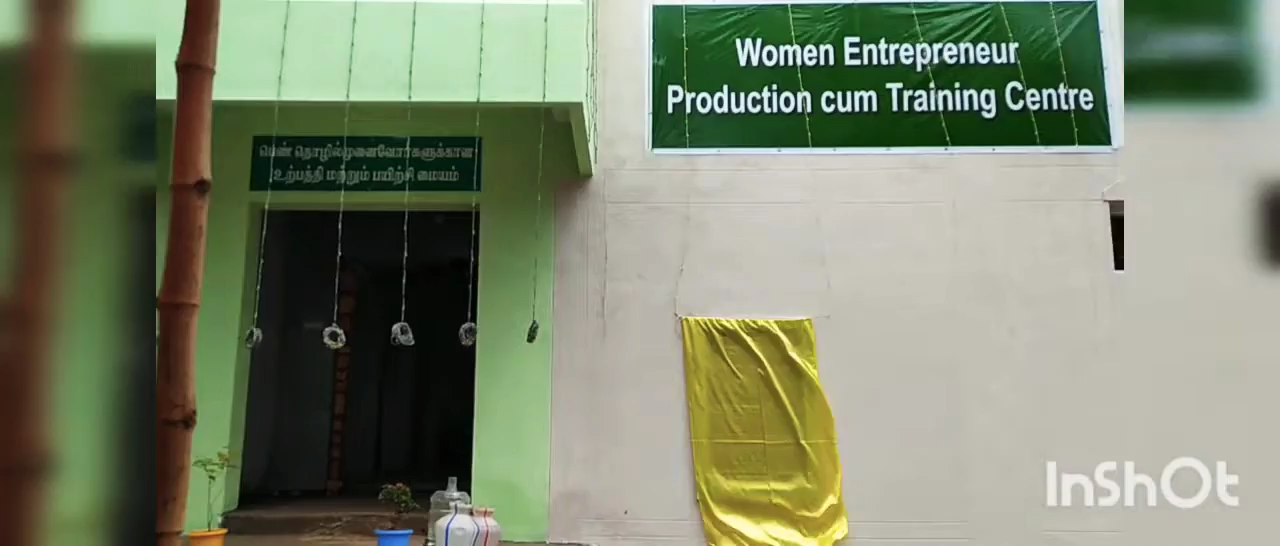 Women Entrepreneur
Production cum Training Centre
பெண் தொழில்முனைவோர்களுக்கான
உற்பத்தி மற்றும் பயிற்சி மையம்
InShOt